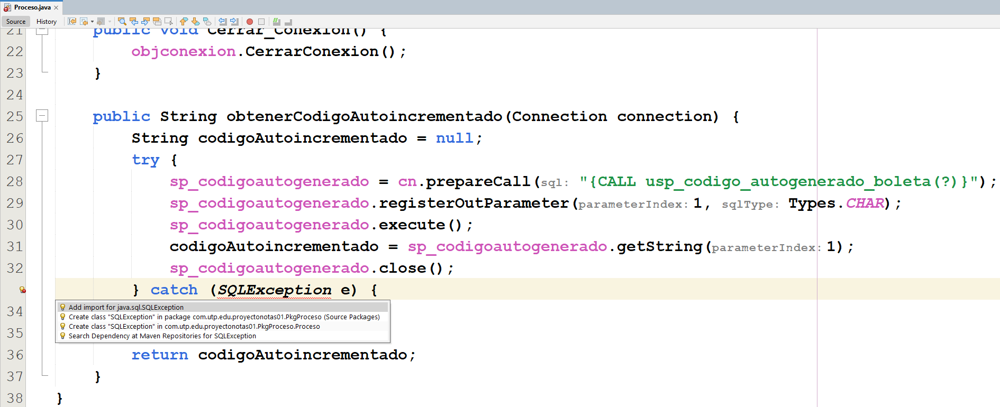 Proceso.java
Source History
21 public void Cerrar_Conexion() {
22 objconexion.CerrarConexion();
23 }
24
25 public String obtenerCodigoAutoincrementado(Connection connection) {
26 String codigoAutoincrementado = null;
27 try {
28 sp_codigoautogenerado = cn.prepareCall(sql: "{CALL usp_codigo_autogenerado_boleta(?)}");
29 sp_codigoautogenerado.registerOutParameter(parameterIndex: 1, sqlType: Types.CHAR);
30 sp_codigoautogenerado.execute();
31 codigoAutoincrementado = sp_codigoautogenerado.getString(parameterIndex: 1);
32 sp_codigoautogenerado.close();
} catch (SQLException e) {
Add import for java.sql.SQLException
34
Create class "SQLException" in package com.utp.edu.proyectonotas01.PkgProceso (Source Packages)
Create class "SQLException" in com.utp.edu.proyectonotas01.PkgProceso.Proceso
35
Search Dependency at Maven Repositories for SQLException
36 return codigoAutoincrementado;
37 }
38 }